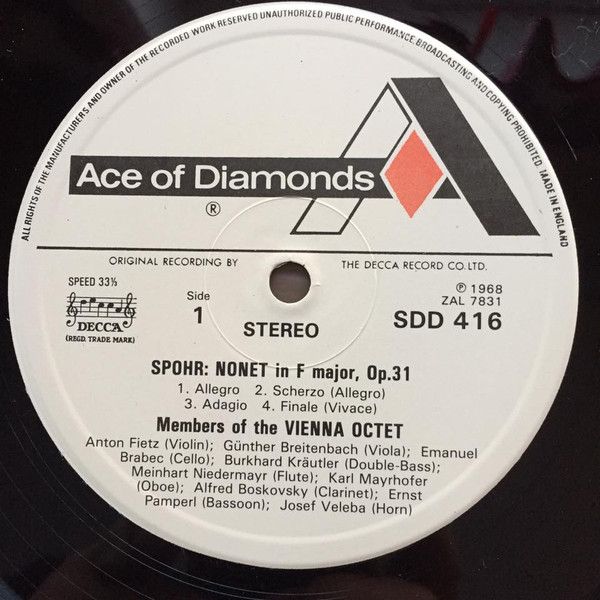 ALL RIGHTS OF THE MANUFACTURERS AND OWNER OF THE RECORDED WORK RESERVED UNAUTHORIZED PUBLIC PERFORMANCE, BROADCASTING AND COPYING PROHIBITED. MAADE IN ENGLAND
Ace of Diamonds
®
ORIGINAL RECORDING BY THE DECCA RECORD CO. LTD.
SPEED 33⅓
DECCA
(REGD. TRADE MARK)
Side
1
STEREO
℗ 1968
ZAL 7831
SDD 416
SPOHR: NONET in F major, Op.31
1. Allegro 2. Scherzo (Allegro)
3. Adagio 4. Finale (Vivace)
Members of the VIENNA OCTET
Anton Fietz (Violin); Günther Breitenbach (Viola); Emanuel
Brabec (Cello); Burkhard Kräutler (Double-Bass);
Meinhart Niedermayr (Flute); Karl Mayrhofer
(Oboe); Alfred Boskovsky (Clarinet); Ernst
Pamperl (Bassoon); Josef Veleba (Horn)